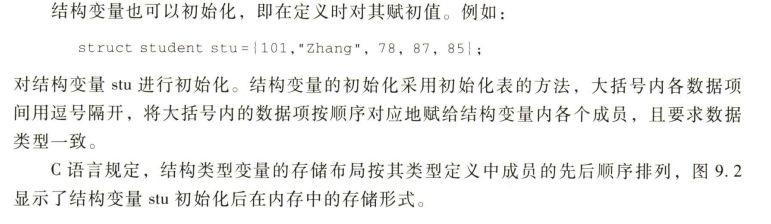 结构变量也可以初始化，即在定义时对其赋初值。例如：
struct student stu={101,"Zhang", 78, 87, 85};
对结构变量 stu 进行初始化。结构变量的初始化采用初始化表的方法，大括号内各数据项
间用逗号隔开，将大括号内的数据项按顺序对应地赋给结构变量内各个成员，且要求数据
类型一致。
C 语言规定，结构类型变量的存储布局按其类型定义中成员的先后顺序排列，图 9.2
显示了结构变量 stu 初始化后在内存中的存储形式。